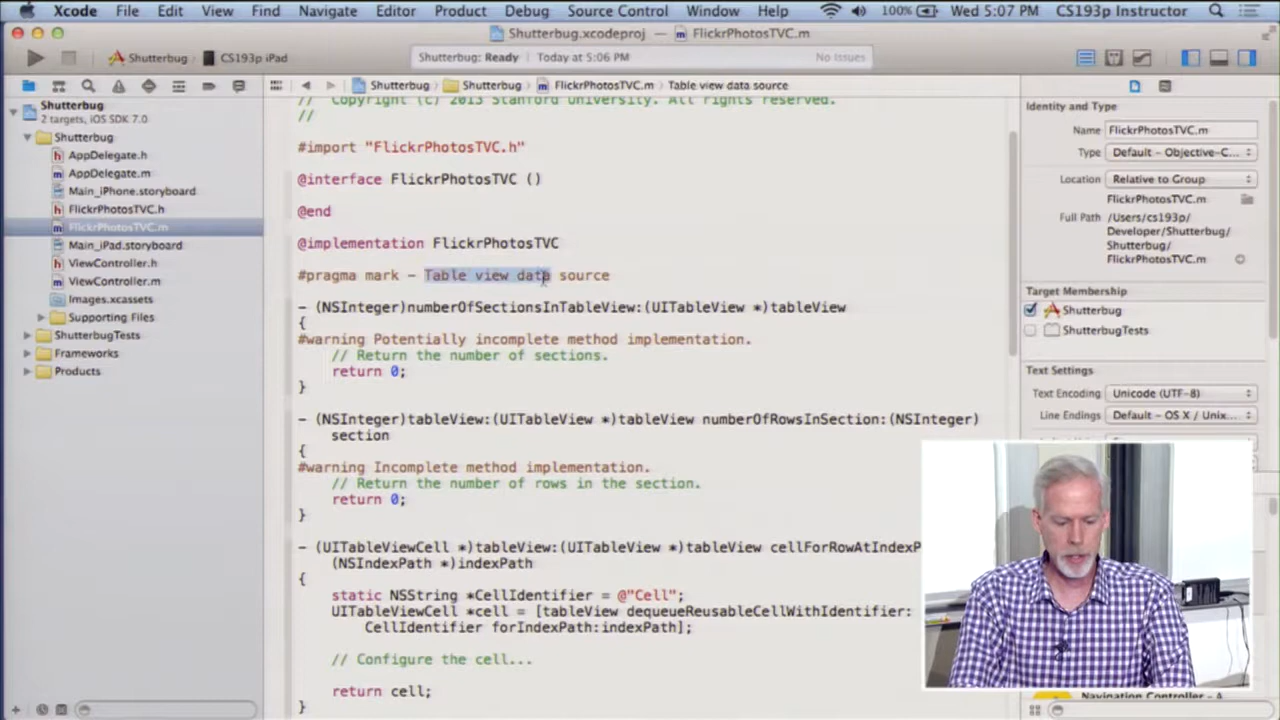 Xcode File Edit View Find Navigate Editor Product Debug Source Control Window Help 100% Wed 5:07 PM CS193p Instructor
Shutterbug.xcodeproj — FlickrPhotosTVC.m
Shutterbug CS193p iPad
Shutterbug: Ready Today at 5:06 PM No Issues
Shutterbug Shutterbug FlickrPhotosTVC.m Table view data source
Shutterbug
2 targets, iOS SDK 7.0
Shutterbug
AppDelegate.h
AppDelegate.m
Main_iPhone.storyboard
FlickrPhotosTVC.h
FlickrPhotosTVC.m
Main_iPad.storyboard
ViewController.h
ViewController.m
Images.xcassets
Supporting Files
ShutterbugTests
Frameworks
Products
// Copyright (c) 2013 Stanford University. All rights reserved.
//
#import "FlickrPhotosTVC.h"
@interface FlickrPhotosTVC ()
@end
@implementation FlickrPhotosTVC
#pragma mark - Table view data source
- (NSInteger)numberOfSectionsInTableView:(UITableView *)tableView
{
#warning Potentially incomplete method implementation.
// Return the number of sections.
return 0;
}
- (NSInteger)tableView:(UITableView *)tableView numberOfRowsInSection:(NSInteger)
section
{
#warning Incomplete method implementation.
// Return the number of rows in the section.
return 0;
}
- (UITableViewCell *)tableView:(UITableView *)tableView cellForRowAtIndexP
(NSIndexPath *)indexPath
{
static NSString *CellIdentifier = @"Cell";
UITableViewCell *cell = [tableView dequeueReusableCellWithIdentifier:
CellIdentifier forIndexPath:indexPath];
// Configure the cell...
return cell;
}
Identity and Type
Name FlickrPhotosTVC.m
Type Default - Objective-C...
Location Relative to Group
FlickrPhotosTVC.m
Full Path /Users/cs193p/
Developer/Shutterbug/
Shutterbug/
FlickrPhotosTVC.m
Target Membership
Shutterbug
ShutterbugTests
Text Settings
Text Encoding Unicode (UTF-8)
Line Endings Default - OS X / Unix...
Navigation Controller - A